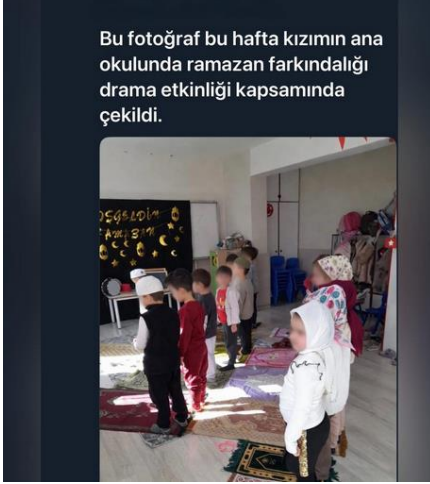 Bu fotoğraf bu hafta kızımın ana
okulunda ramazan farkındalığı
drama etkinliği kapsamında
çekildi.